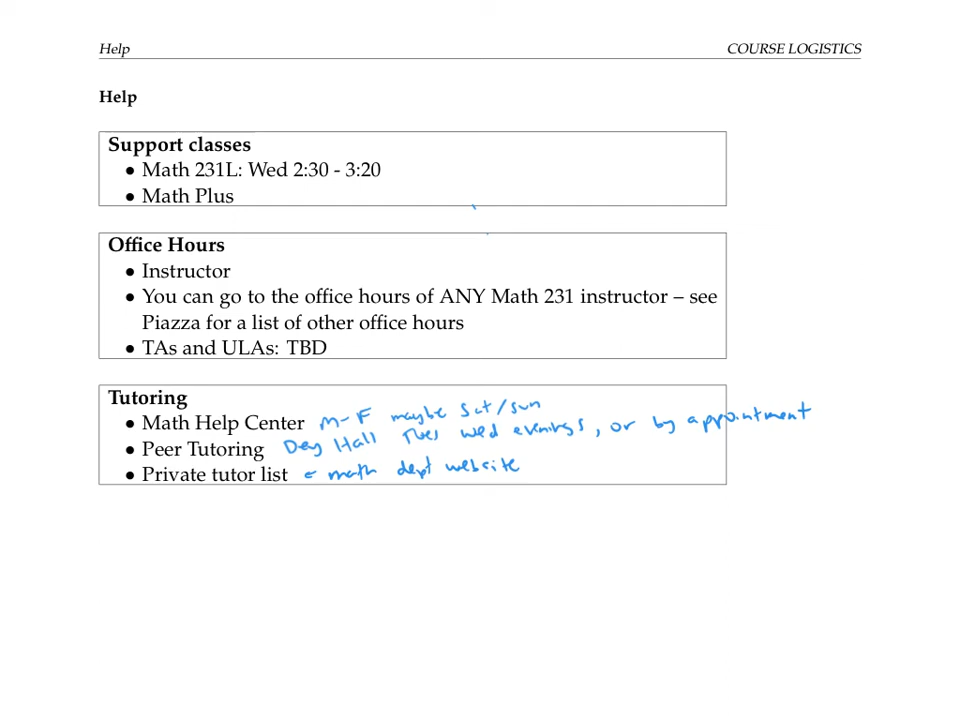 Help COURSE LOGISTICS
Help
Support classes
• Math 231L: Wed 2:30 - 3:20
• Math Plus
Office Hours
• Instructor
• You can go to the office hours of ANY Math 231 instructor – see
Piazza for a list of other office hours
• TAs and ULAs: TBD
Tutoring
• Math Help Center M-F maybe Sat/sun
• Peer Tutoring Dey Hall Tues wed evenings, or by appointment
• Private tutor list ← math dept website